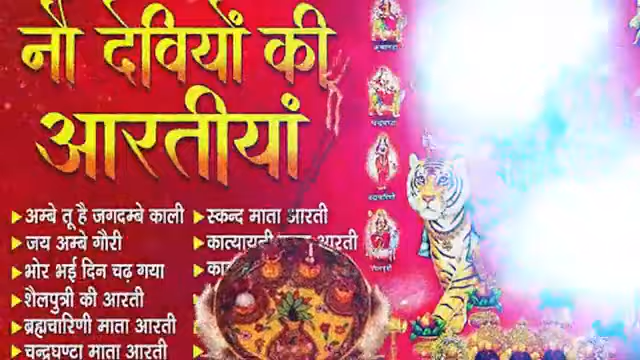 नौ देवियों की
आरतीयां
अम्बे तू है जगदम्बे काली
जय अम्बे गौरी
भोर भई दिन चढ़ गया
शैलपुत्री की आरती
ब्रह्मचारिणी माता आरती
चन्द्रघण्टा माता आरती
स्कन्द माता आरती
कात्यायनी आरती